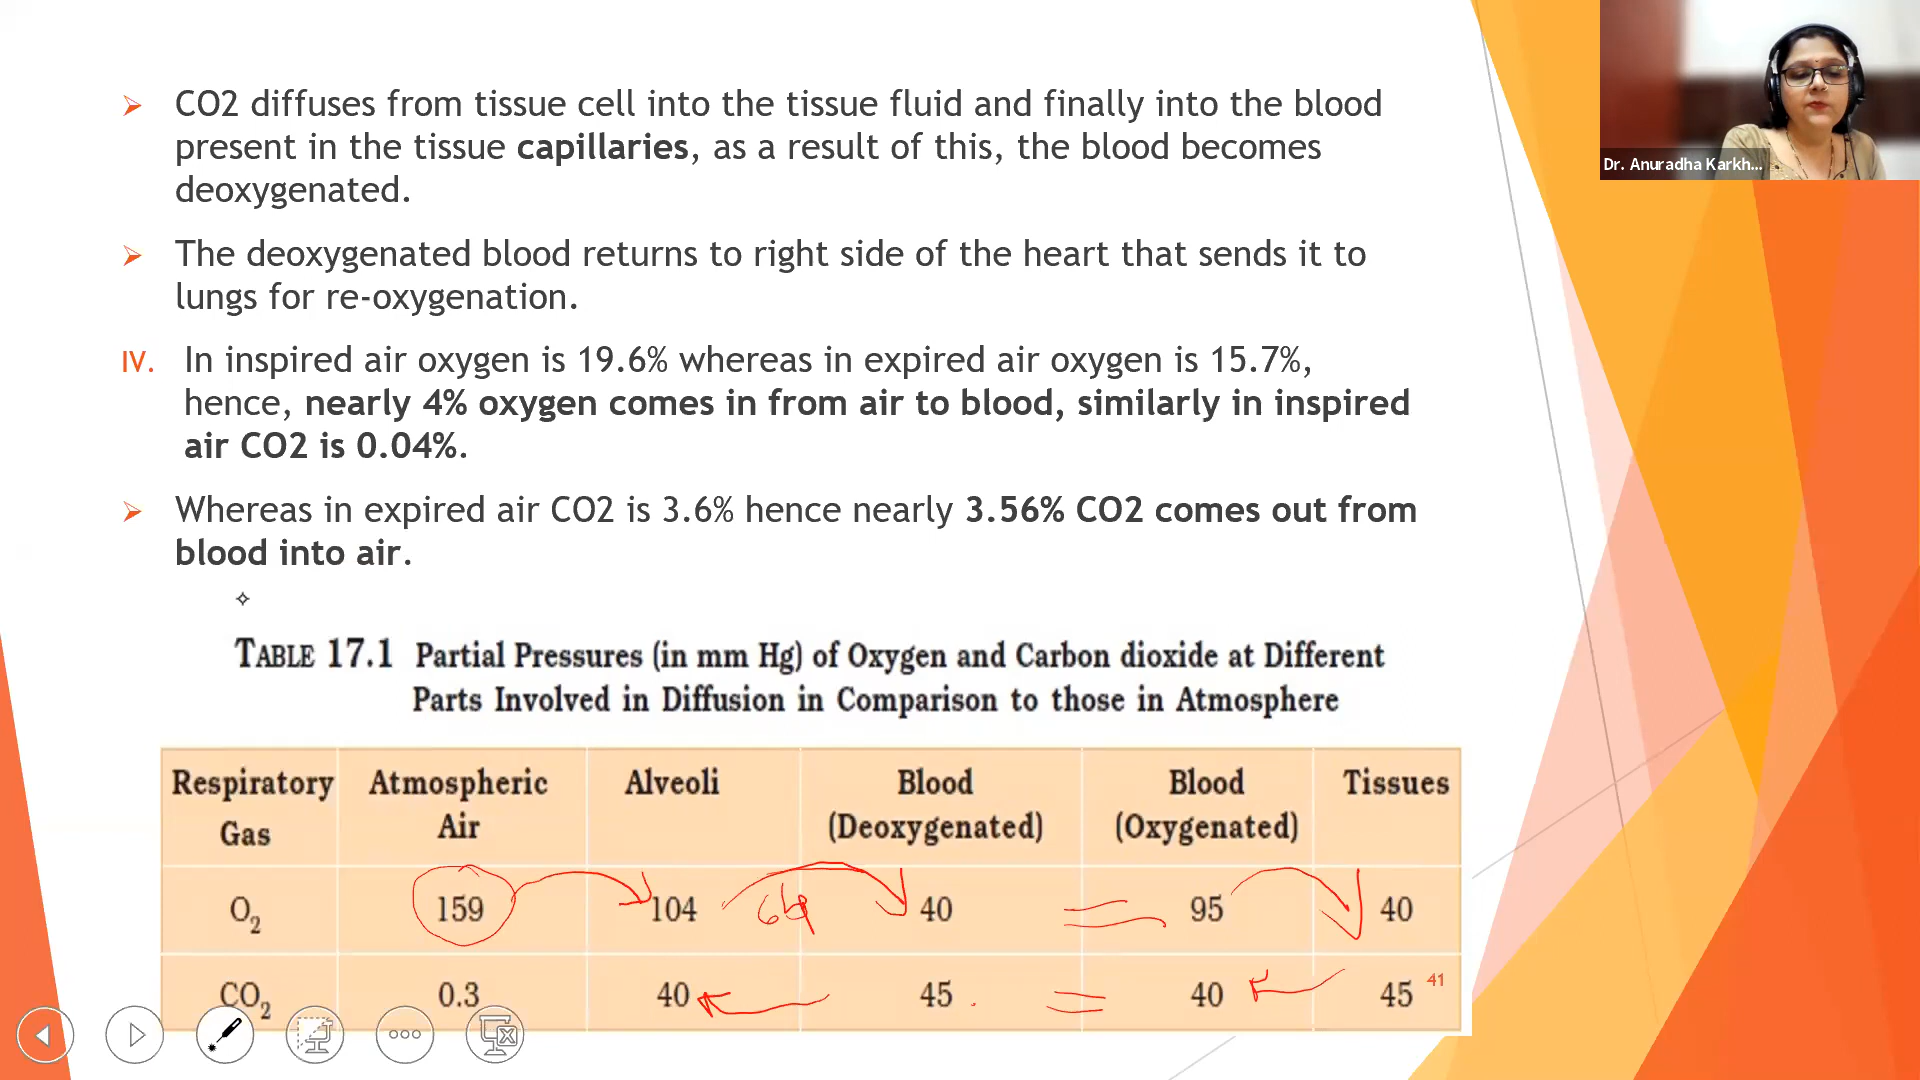 CO2 diffuses from tissue cell into the tissue fluid and finally into the blood
present in the tissue capillaries, as a result of this, the blood becomes
deoxygenated.
The deoxygenated blood returns to right side of the heart that sends it to
lungs for re-oxygenation.
IV. In inspired air oxygen is 19.6% whereas in expired air oxygen is 15.7%,
hence, nearly 4% oxygen comes in from air to blood, similarly in inspired
air CO2 is 0.04%.
Whereas in expired air CO2 is 3.6% hence nearly 3.56% CO2 comes out from
blood into air.
TABLE 17.1 Partial Pressures (in mm Hg) of Oxygen and Carbon dioxide at Different
Parts Involved in Diffusion in Comparison to those in Atmosphere
Respiratory Gas Atmospheric Air Alveoli Blood (Deoxygenated) Blood (Oxygenated) Tissues
O₂ 159 104 64 40 = 95 40
CO₂ 0.3 40 45 = 40 45
41
Dr. Anuradha Karkh...